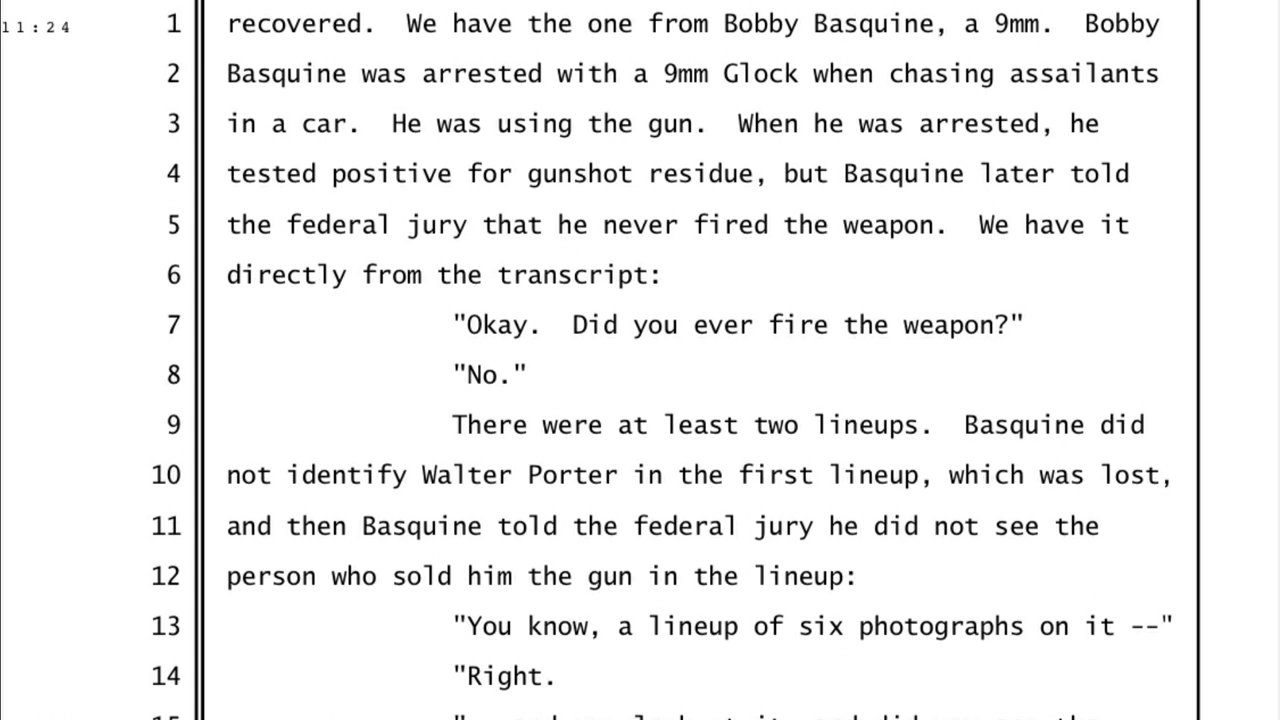 11:24 1 recovered.  We have the one from Bobby Basquine, a 9mm.  Bobby
2 Basquine was arrested with a 9mm Glock when chasing assailants
3 in a car.  He was using the gun.  When he was arrested, he
4 tested positive for gunshot residue, but Basquine later told
5 the federal jury that he never fired the weapon.  We have it
6 directly from the transcript:
7 "Okay.  Did you ever fire the weapon?"
8 "No."
9 There were at least two lineups.  Basquine did
10 not identify Walter Porter in the first lineup, which was lost,
11 and then Basquine told the federal jury he did not see the
12 person who sold him the gun in the lineup:
13 "You know, a lineup of six photographs on it --"
14 "Right.